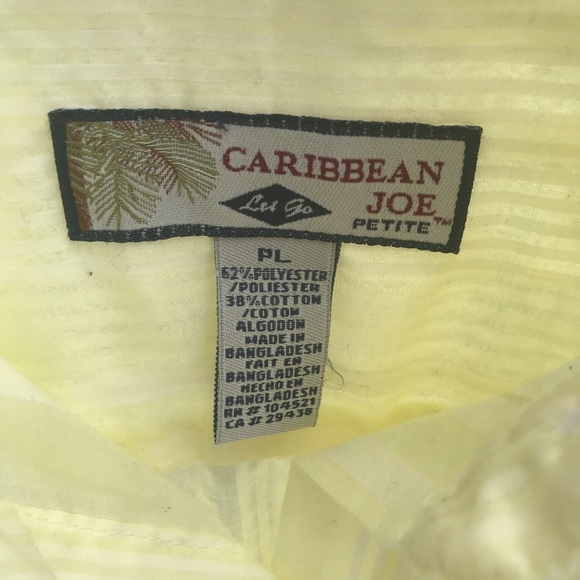 CARIBBEAN
Let Go JOE™
PETITE
PL
62%POLYESTER
/POLIESTER
38%COTTON
/COTON
ALGODON
MADE IN
BANGLADESH
FAIT EN
BANGLADESH
HECHO EN
BANGLADESH
RN # 104521
CA # 29438